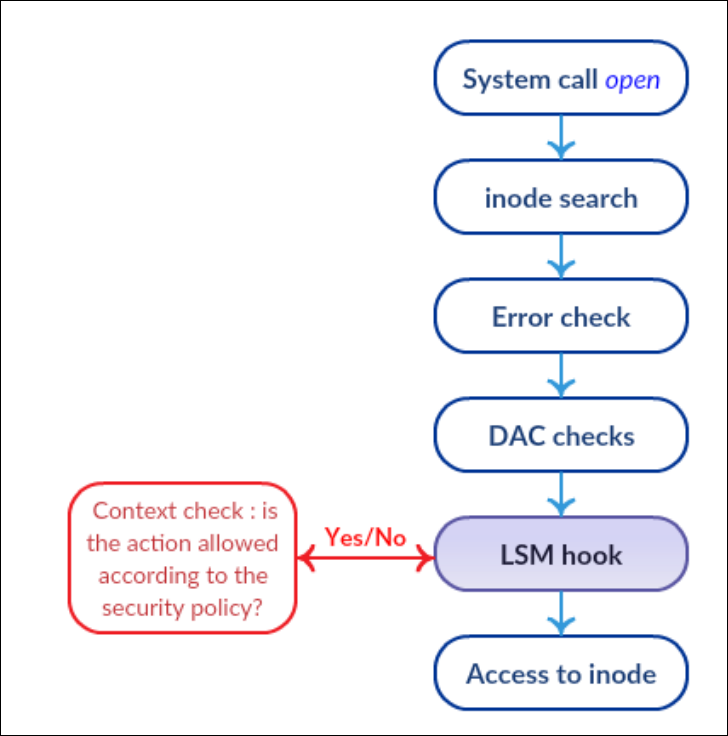 System call open
inode search
Error check
DAC checks
Context check : is
the action allowed
according to the
security policy?
Yes/No
LSM hook
Access to inode